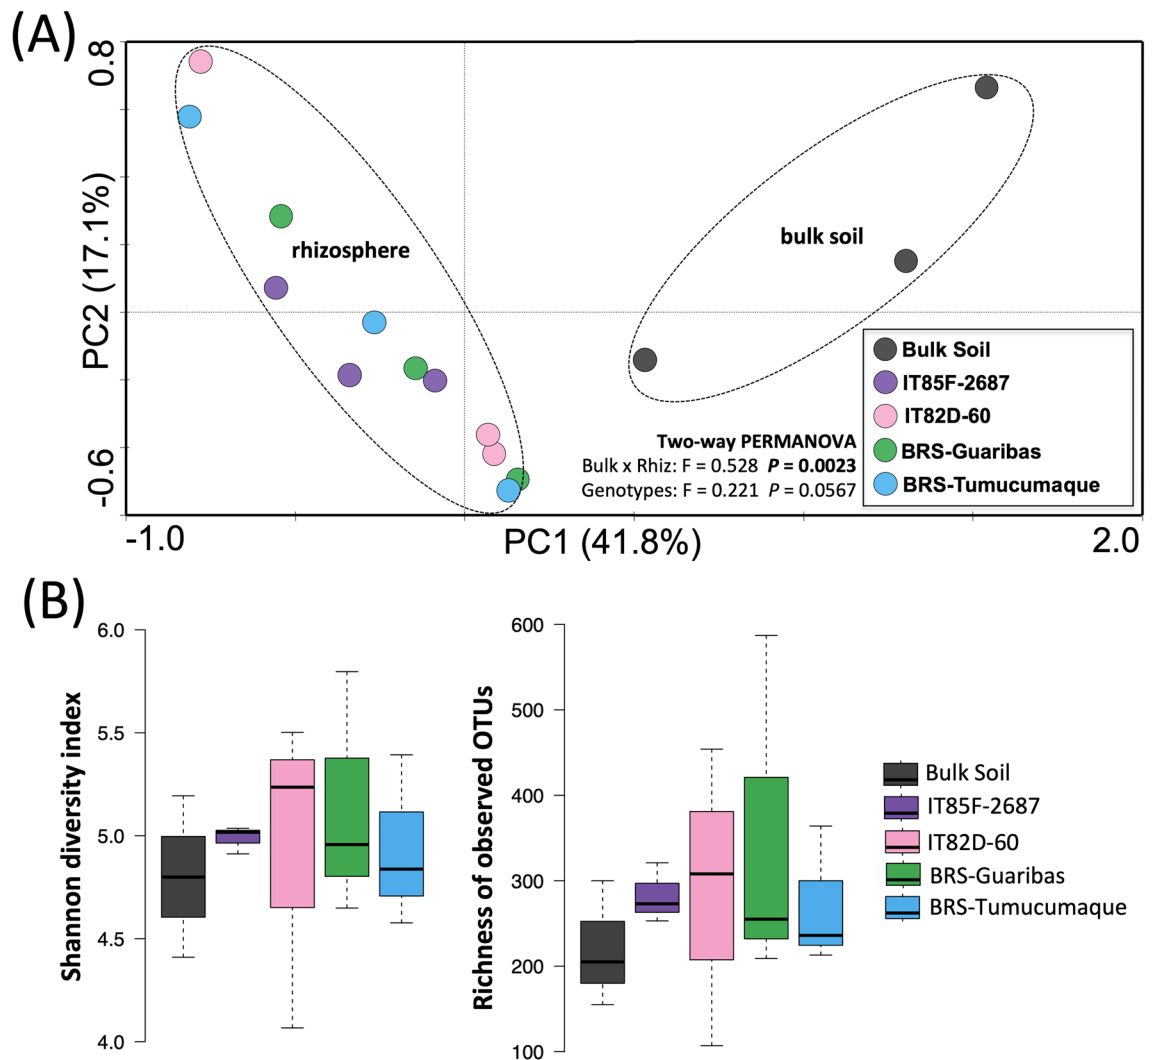 (A)
0.8
PC2 (17.1%)
-0.6
rhizosphere
bulk soil
Bulk Soil
IT85F-2687
IT82D-60
BRS-Guaribas
BRS-Tumucumaque
Two-way PERMANOVA
Bulk x Rhiz: F = 0.528 P = 0.0023
Genotypes: F = 0.221 P = 0.0567
-1.0
PC1 (41.8%)
2.0
(B)
Shannon diversity index
6.0
5.5
5.0
4.5
4.0
Richness of observed OTUs
600
500
400
300
200
100
Bulk Soil
IT85F-2687
IT82D-60
BRS-Guaribas
BRS-Tumucumaque